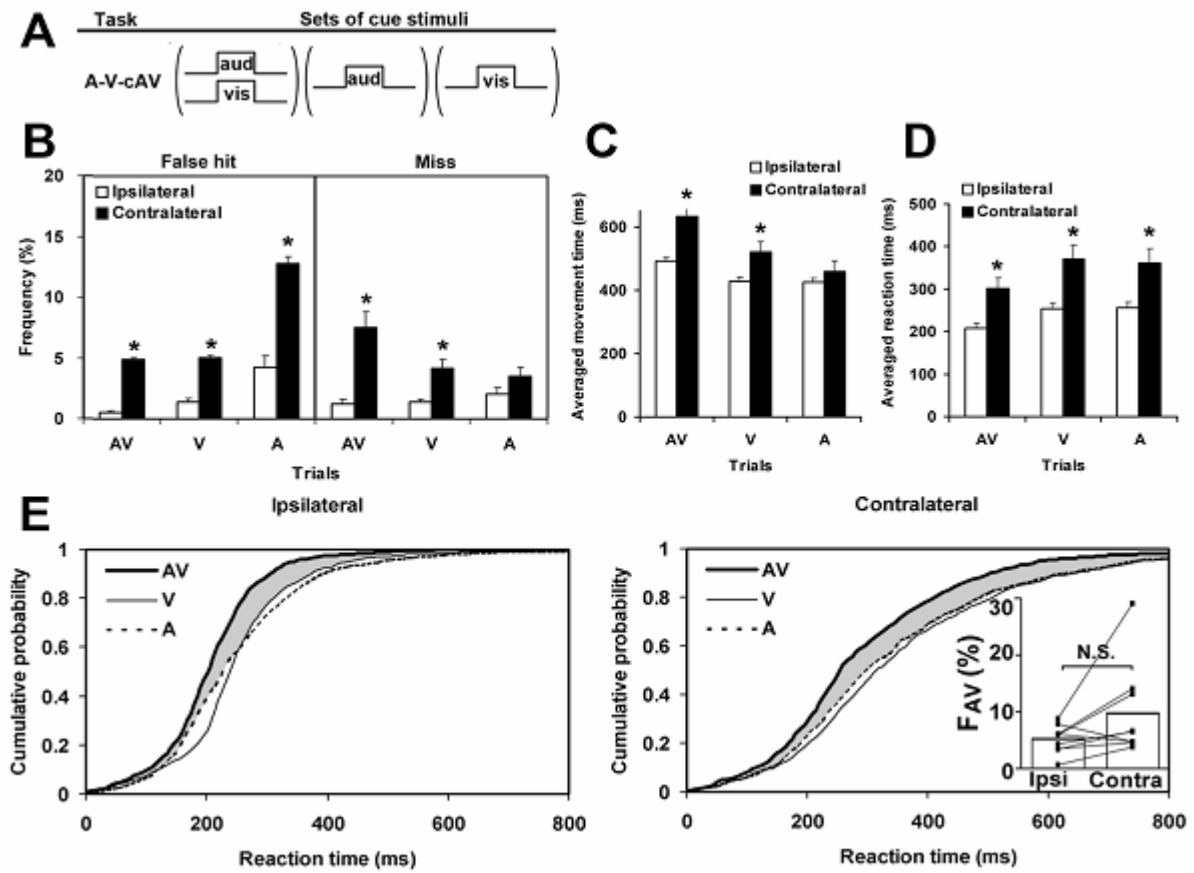 A
Task Sets of cue stimuli
A-V-cAV
aud
vis
aud
vis
B
False hit Miss
Ipsilateral
Contralateral
Frequency (%)
20
15
10
5
0
* * * * *
AV V A AV V A
Trials
C
Ipsilateral
Contralateral
Averaged movement time (ms)
600
400
200
0
* *
AV V A
Trials
D
Ipsilateral
Contralateral
Averaged reaction time (ms)
500
400
300
200
100
0
* * *
AV V A
Trials
E
Ipsilateral
Cumulative probability
1
0.8
0.6
0.4
0.2
0
AV
V
A
0 200 400 600 800
Reaction time (ms)
Contralateral
Cumulative probability
1
0.8
0.6
0.4
0.2
0
AV
V
A
0 200 400 600 800
Reaction time (ms)
FAV (%)
30
20
10
0
N.S.
Ipsi Contra